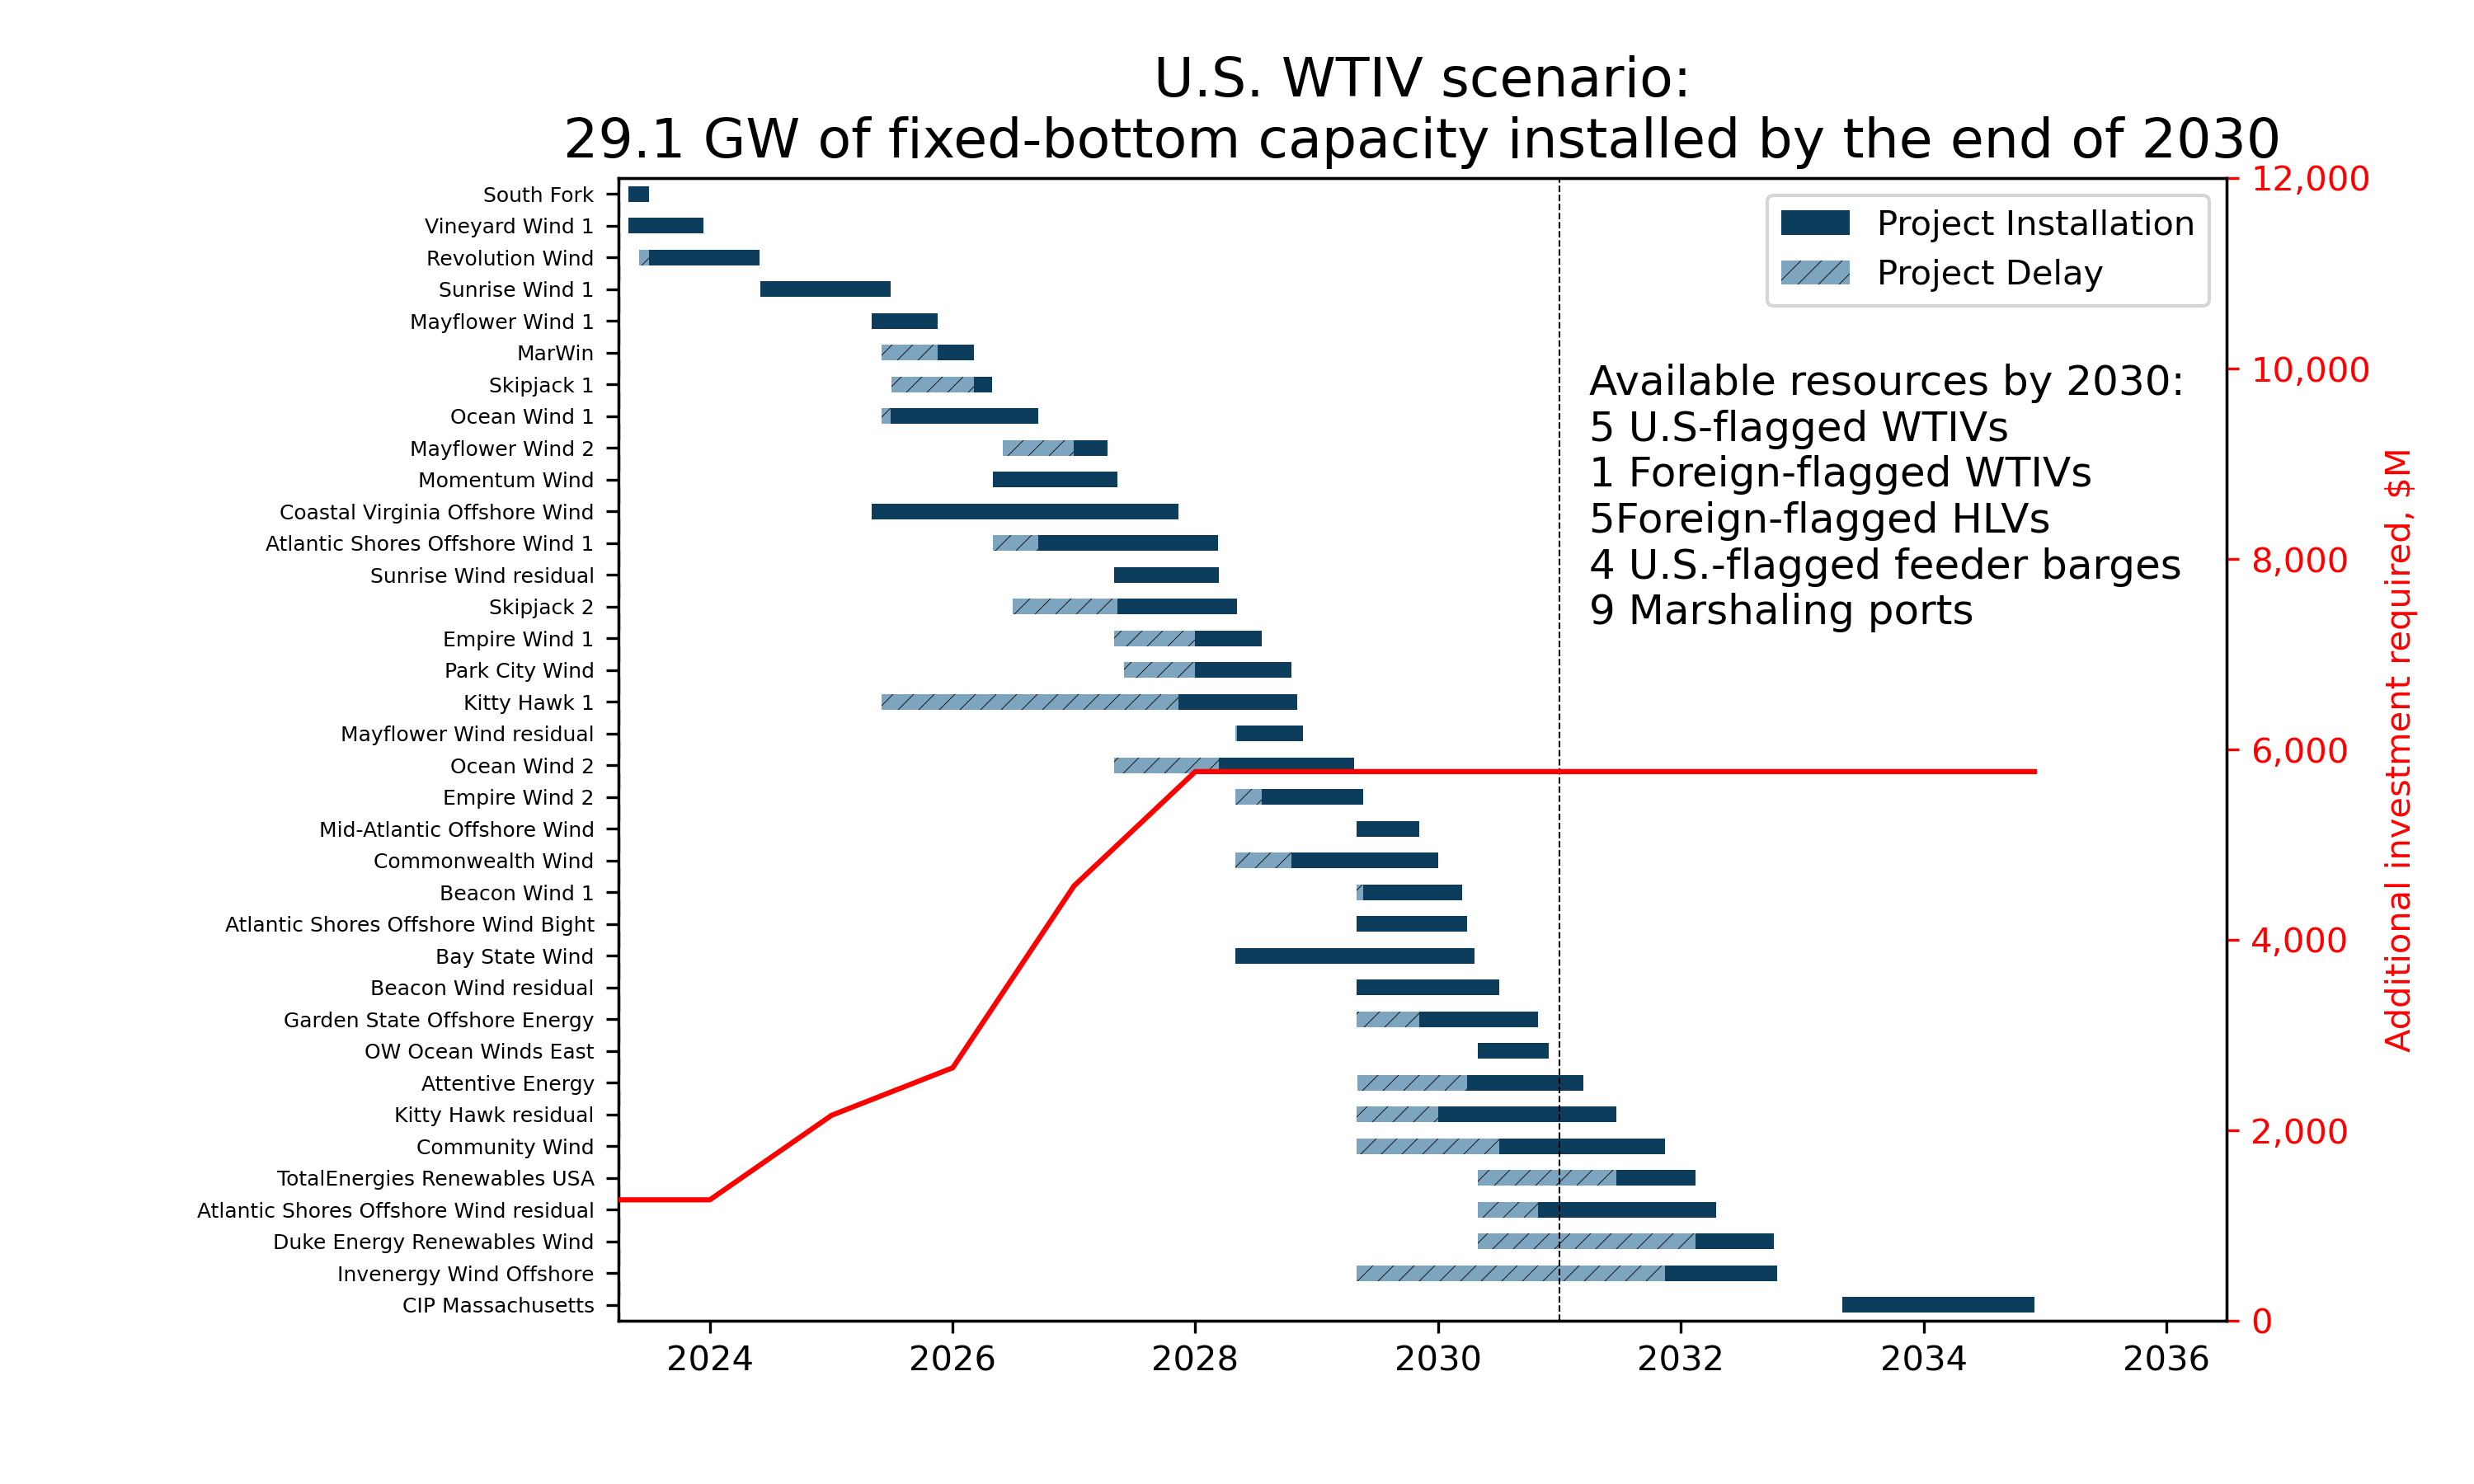 U.S. WTIV scenario:
29.1 GW of fixed-bottom capacity installed by the end of 2030
South Fork
Vineyard Wind 1
Revolution Wind
Sunrise Wind 1
Mayflower Wind 1
MarWin
Skipjack 1
Ocean Wind 1
Mayflower Wind 2
Momentum Wind
Coastal Virginia Offshore Wind
Atlantic Shores Offshore Wind 1
Sunrise Wind residual
Skipjack 2
Empire Wind 1
Park City Wind
Kitty Hawk 1
Mayflower Wind residual
Ocean Wind 2
Empire Wind 2
Mid-Atlantic Offshore Wind
Commonwealth Wind
Beacon Wind 1
Atlantic Shores Offshore Wind Bight
Bay State Wind
Beacon Wind residual
Garden State Offshore Energy
OW Ocean Winds East
Attentive Energy
Kitty Hawk residual
Community Wind
TotalEnergies Renewables USA
Atlantic Shores Offshore Wind residual
Duke Energy Renewables Wind
Invenergy Wind Offshore
CIP Massachusetts
Project Installation
Project Delay
Available resources by 2030:
5 U.S-flagged WTIVs
1 Foreign-flagged WTIVs
5Foreign-flagged HLVs
4 U.S.-flagged feeder barges
9 Marshaling ports
12,000
10,000
8,000
6,000
4,000
2,000
0
Additional investment required, $M
2024
2026
2028
2030
2032
2034
2036